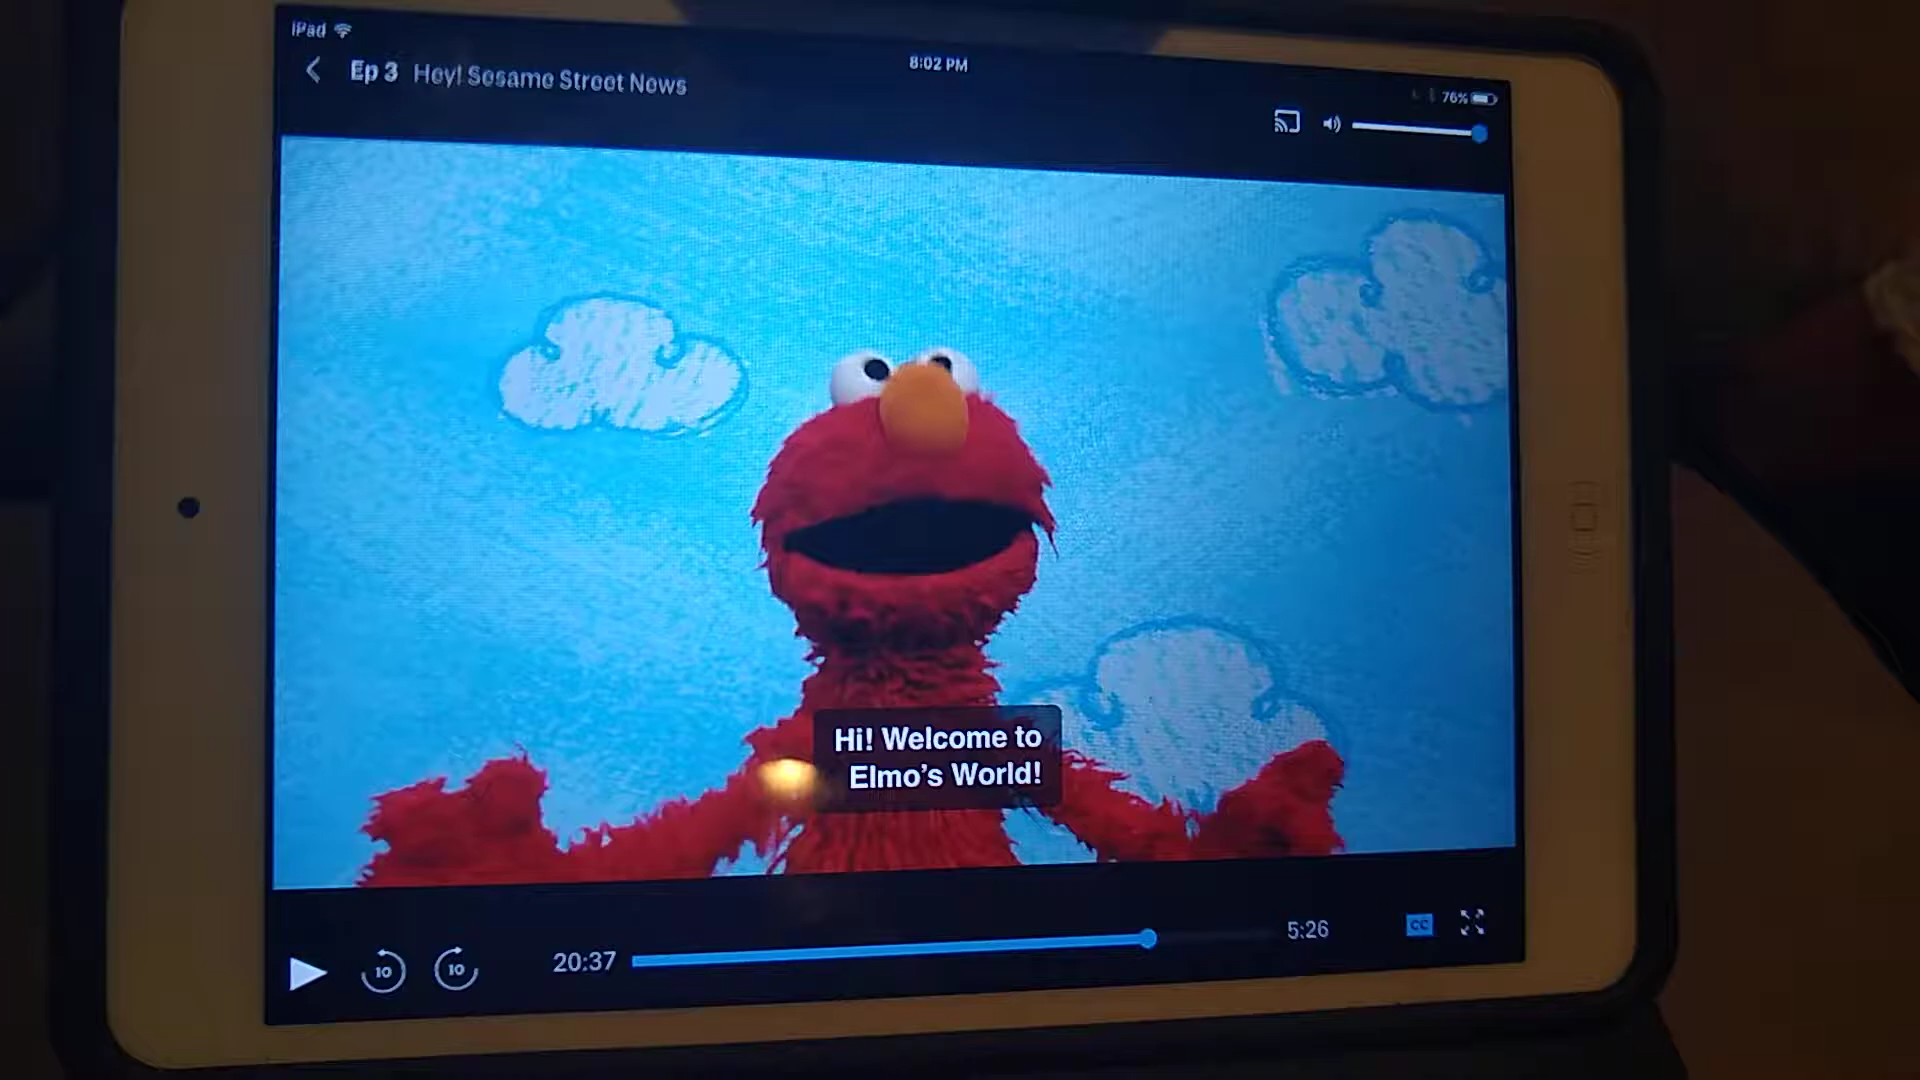 iPad
8:02 PM
76%
Ep 3 Hey! Sesame Street News
Hi! Welcome to
Elmo's World!
10
10
20:37
5:26
CC